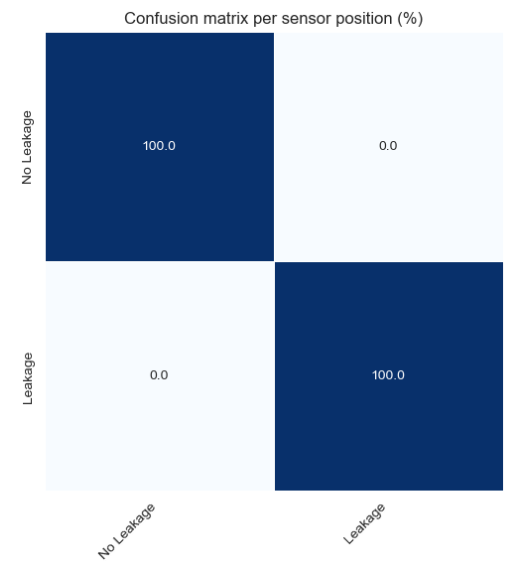 Confusion matrix per sensor position (%)
No Leakage
100.0
0.0
Leakage
0.0
100.0
No Leakage
Leakage